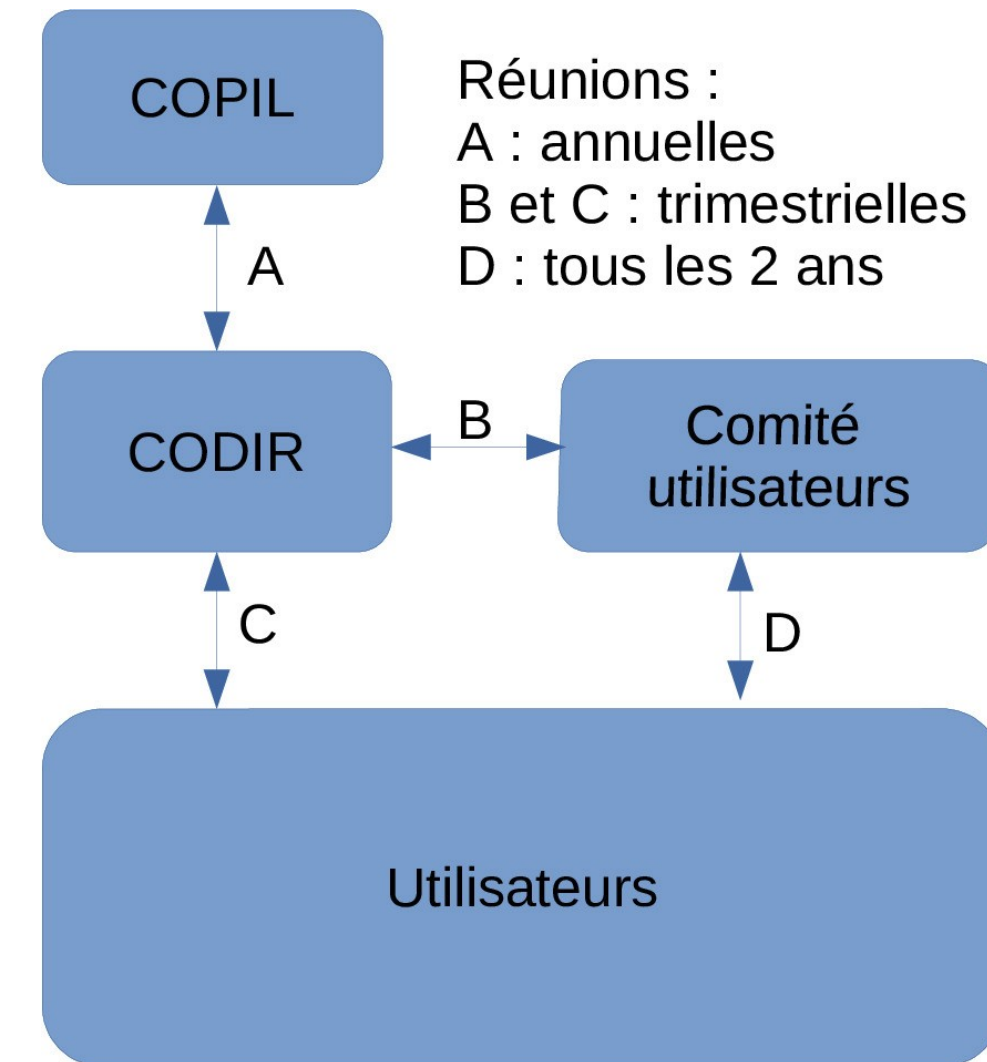 COPIL
Réunions :
A : annuelles
B et C : trimestrielles
D : tous les 2 ans
A
CODIR
B
Comité
utilisateurs
C
D
Utilisateurs